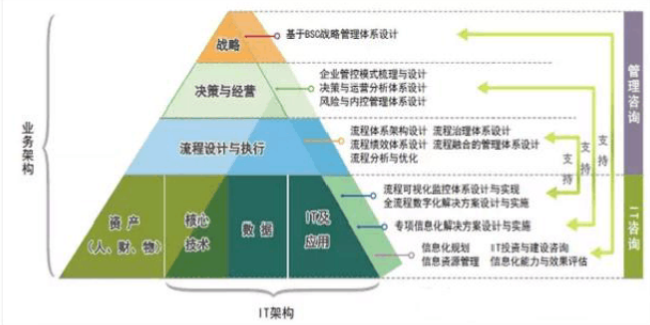 战略
基于BSC战略管理体系设计
决策与经营
企业管控模式梳理与设计
决策与运营分析体系设计
风险与内控管理体系设计
流程设计与执行
流程体系架构设计 流程治理体系设计
流程绩效体系设计 流程融合的管理体系设计
流程分析与优化
资产
（人、财、物）
核心
技术
数据
IT及
应用
流程可视化监控体系设计与实现
全流程数字化解决方案设计与实施
专项信息化解决方案设计与实施
信息化规划 IT投资与建设咨询
信息资源管理 信息化能力与效果评估
支持
支持
支持
业务架构
IT架构
管理咨询
IT咨询